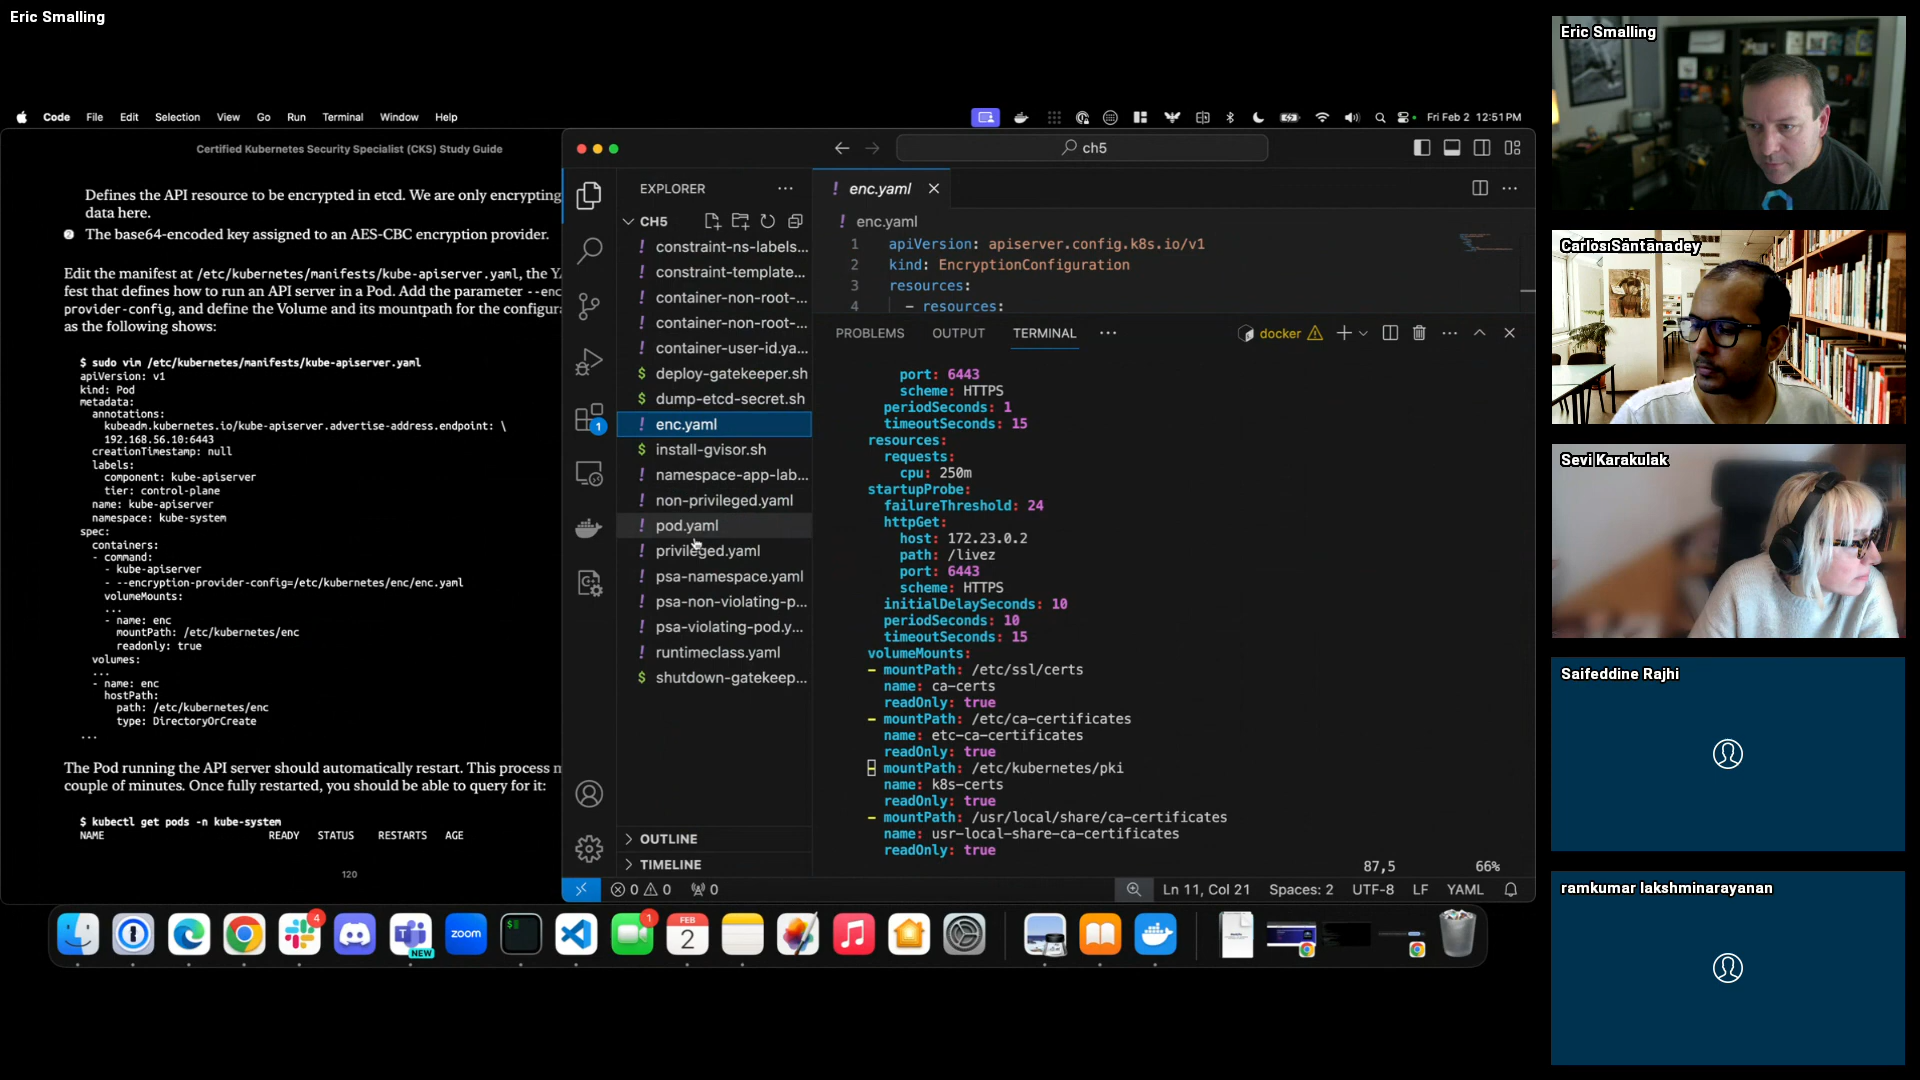 Eric Smalling
Code File Edit Selection View Go Run Terminal Window Help
Fri Feb 2 12:51 PM
Certified Kubernetes Security Specialist (CKS) Study Guide
Defines the API resource to be encrypted in etcd. We are only encrypting
data here.
❷ The base64-encoded key assigned to an AES-CBC encryption provider.
Edit the manifest at /etc/kubernetes/manifests/kube-apiserver.yaml, the YA
fest that defines how to run an API server in a Pod. Add the parameter --enc
provider-config, and define the Volume and its mountpath for the configura
as the following shows:
$ sudo vim /etc/kubernetes/manifests/kube-apiserver.yaml
apiVersion: v1
kind: Pod
metadata:
annotations:
kubeadm.kubernetes.io/kube-apiserver.advertise-address.endpoint: \
192.168.56.10:6443
creationTimestamp: null
labels:
component: kube-apiserver
tier: control-plane
name: kube-apiserver
namespace: kube-system
spec:
containers:
- command:
- kube-apiserver
- --encryption-provider-config=/etc/kubernetes/enc/enc.yaml
volumeMounts:
...
- name: enc
mountPath: /etc/kubernetes/enc
readonly: true
volumes:
...
- name: enc
hostPath:
path: /etc/kubernetes/enc
type: DirectoryOrCreate
...
The Pod running the API server should automatically restart. This process m
couple of minutes. Once fully restarted, you should be able to query for it:
$ kubectl get pods -n kube-system
NAME READY STATUS RESTARTS AGE
120
ch5
EXPLORER ...
CH5
! constraint-ns-labels...
! constraint-template...
! container-non-root-...
! container-non-root-...
! container-user-id.ya...
$ deploy-gatekeeper.sh
$ dump-etcd-secret.sh
! enc.yaml
$ install-gvisor.sh
! namespace-app-lab...
! non-privileged.yaml
! pod.yaml
! privileged.yaml
! psa-namespace.yaml
! psa-non-violating-p...
! psa-violating-pod.y...
! runtimeclass.yaml
$ shutdown-gatekeep...
OUTLINE
TIMELINE
1
! enc.yaml
! enc.yaml
1 apiVersion: apiserver.config.k8s.io/v1
2 kind: EncryptionConfiguration
3 resources:
4 - resources:
PROBLEMS OUTPUT TERMINAL ... docker
port: 6443
scheme: HTTPS
periodSeconds: 1
timeoutSeconds: 15
resources:
requests:
cpu: 250m
startupProbe:
failureThreshold: 24
httpGet:
host: 172.23.0.2
path: /livez
port: 6443
scheme: HTTPS
initialDelaySeconds: 10
periodSeconds: 10
timeoutSeconds: 15
volumeMounts:
- mountPath: /etc/ssl/certs
name: ca-certs
readOnly: true
- mountPath: /etc/ca-certificates
name: etc-ca-certificates
readOnly: true
- mountPath: /etc/kubernetes/pki
name: k8s-certs
readOnly: true
- mountPath: /usr/local/share/ca-certificates
name: usr-local-share-ca-certificates
readOnly: true
87,5 66%
0 0 0
Ln 11, Col 21 Spaces: 2 UTF-8 LF YAML
4
NEW
zoom
1
FEB
2
Eric Smalling
CarlosSantanadey
Sevi Karakulak
Saifeddine Rajhi
ramkumar lakshminarayanan